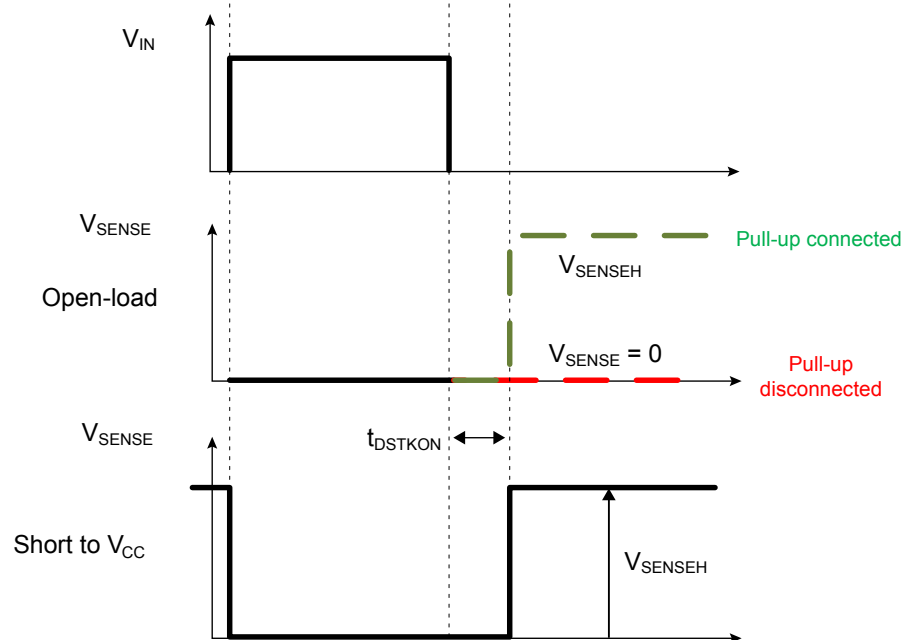 VIN
VSENSE
Pull-up connected
VSENSEH
Open-load
VSENSE = 0
Pull-up
disconnected
VSENSE
tDSTKON
Short to VCC
VSENSEH